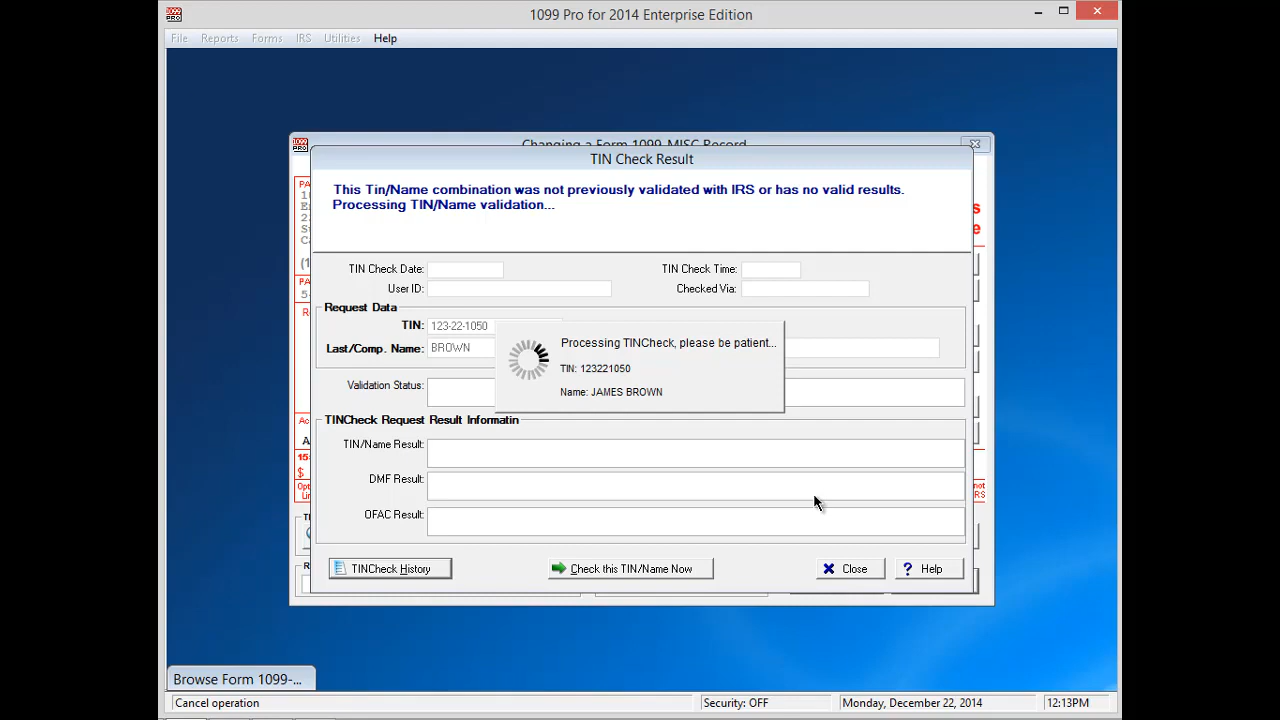 1099 Pro for 2014 Enterprise Edition
File Reports Forms IRS Utilities Help
Changing a Form 1099-MISC Record
TIN Check Result
This Tin/Name combination was not previously validated with IRS or has no valid results.
Processing TIN/Name validation...
TIN Check Date:
TIN Check Time:
User ID:
Checked Via:
Request Data
TIN: 123-22-1050
Last/Comp. Name: BROWN
Processing TINCheck, please be patient...
TIN: 123221050
Name: JAMES BROWN
Validation Status:
TINCheck Request Result Informatin
TIN/Name Result:
DMF Result:
OFAC Result:
TINCheck History
Check this TIN/Name Now
Close
Help
Browse Form 1099-...
Cancel operation
Security: OFF
Monday, December 22, 2014
12:13PM